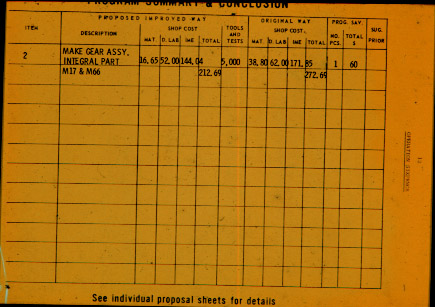 PROGRAM SUMMARY & CONCLUSION
PROPOSED IMPROVED WAY ORIGINAL WAY PROG. SAV. SUG. PRIOR
ITEM DESCRIPTION SHOP COST TOOLS AND TESTS SHOP COST. NO. PCS. TOTAL $
MAT. D. LAB IME TOTAL MAT. D. LAB IME TOTAL
2 MAKE GEAR ASSY.
INTEGRAL PART 16,65 52,00 144,04 5,000 38,80 62,00 171,85 1 60
M17 & M66 212,69 272,69
See individual proposal sheets for details